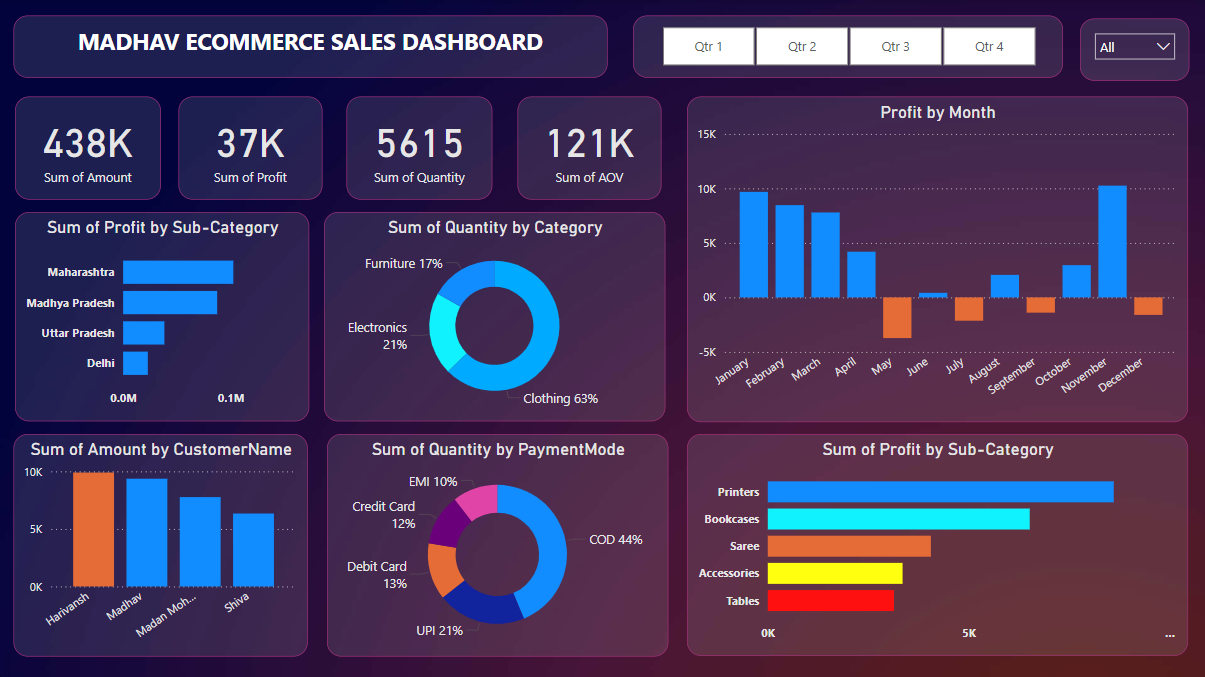 MADHAV ECOMMERCE SALES DASHBOARD
Qtr 1
Qtr 2
Qtr 3
Qtr 4
All
438K
Sum of Amount
37K
Sum of Profit
5615
Sum of Quantity
121K
Sum of AOV
Profit by Month
15K
10K
5K
0K
-5K
January
February
March
April
May
June
July
August
September
October
November
December
Sum of Profit by Sub-Category
Maharashtra
Madhya Pradesh
Uttar Pradesh
Delhi
0.0M
0.1M
Sum of Quantity by Category
Furniture 17%
Electronics
21%
Clothing 63%
Sum of Amount by CustomerName
10K
5K
0K
Harivansh
Madhav
Madan Moh...
Shiva
Sum of Quantity by PaymentMode
EMI 10%
Credit Card
12%
COD 44%
Debit Card
13%
UPI 21%
Sum of Profit by Sub-Category
Printers
Bookcases
Saree
Accessories
Tables
0K
5K
...